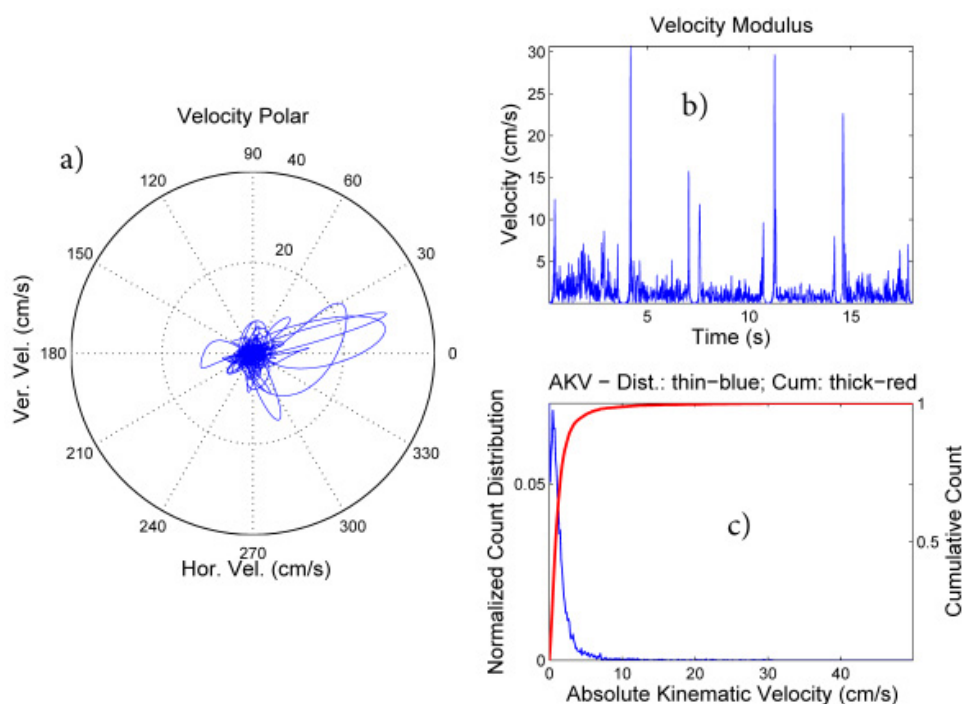 Velocity Polar
a)
90
40
120
60
20
150
30
180
0
210
330
240
300
270
Ver. Vel. (cm/s)
Hor. Vel. (cm/s)
Velocity Modulus
b)
30
25
20
15
10
5
Velocity (cm/s)
5
10
15
Time (s)
AKV - Dist.: thin-blue; Cum: thick-red
c)
0.05
0
Normalized Count Distribution
1
0.5
Cumulative Count
0
10
20
30
40
Absolute Kinematic Velocity (cm/s)